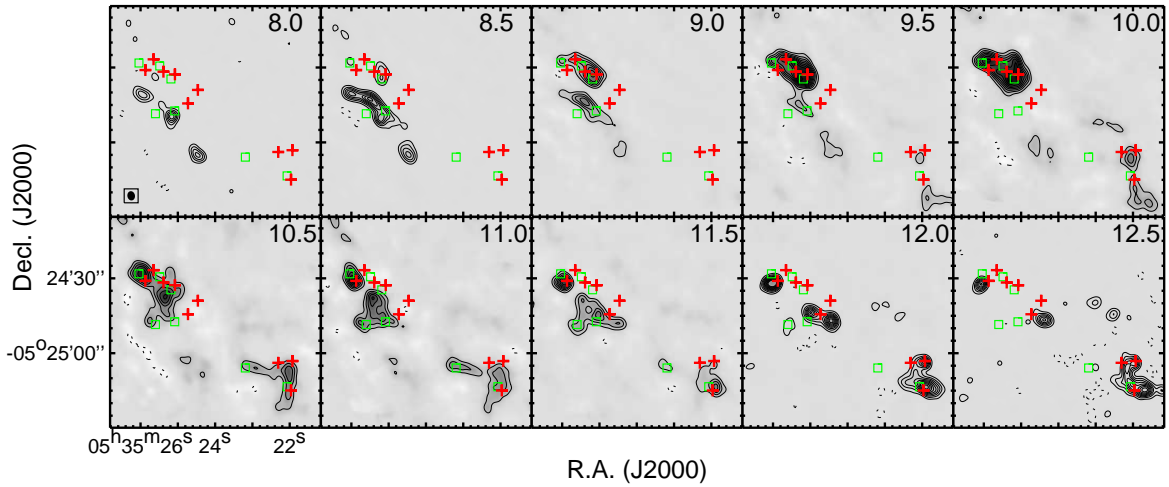 8.0 8.5 9.0 9.5 10.0
10.5 11.0 11.5 12.0 12.5
Decl. (J2000)
24'30''
-05°25'00''
05ʰ35ᵐ26ˢ 24ˢ 22ˢ
R.A. (J2000)